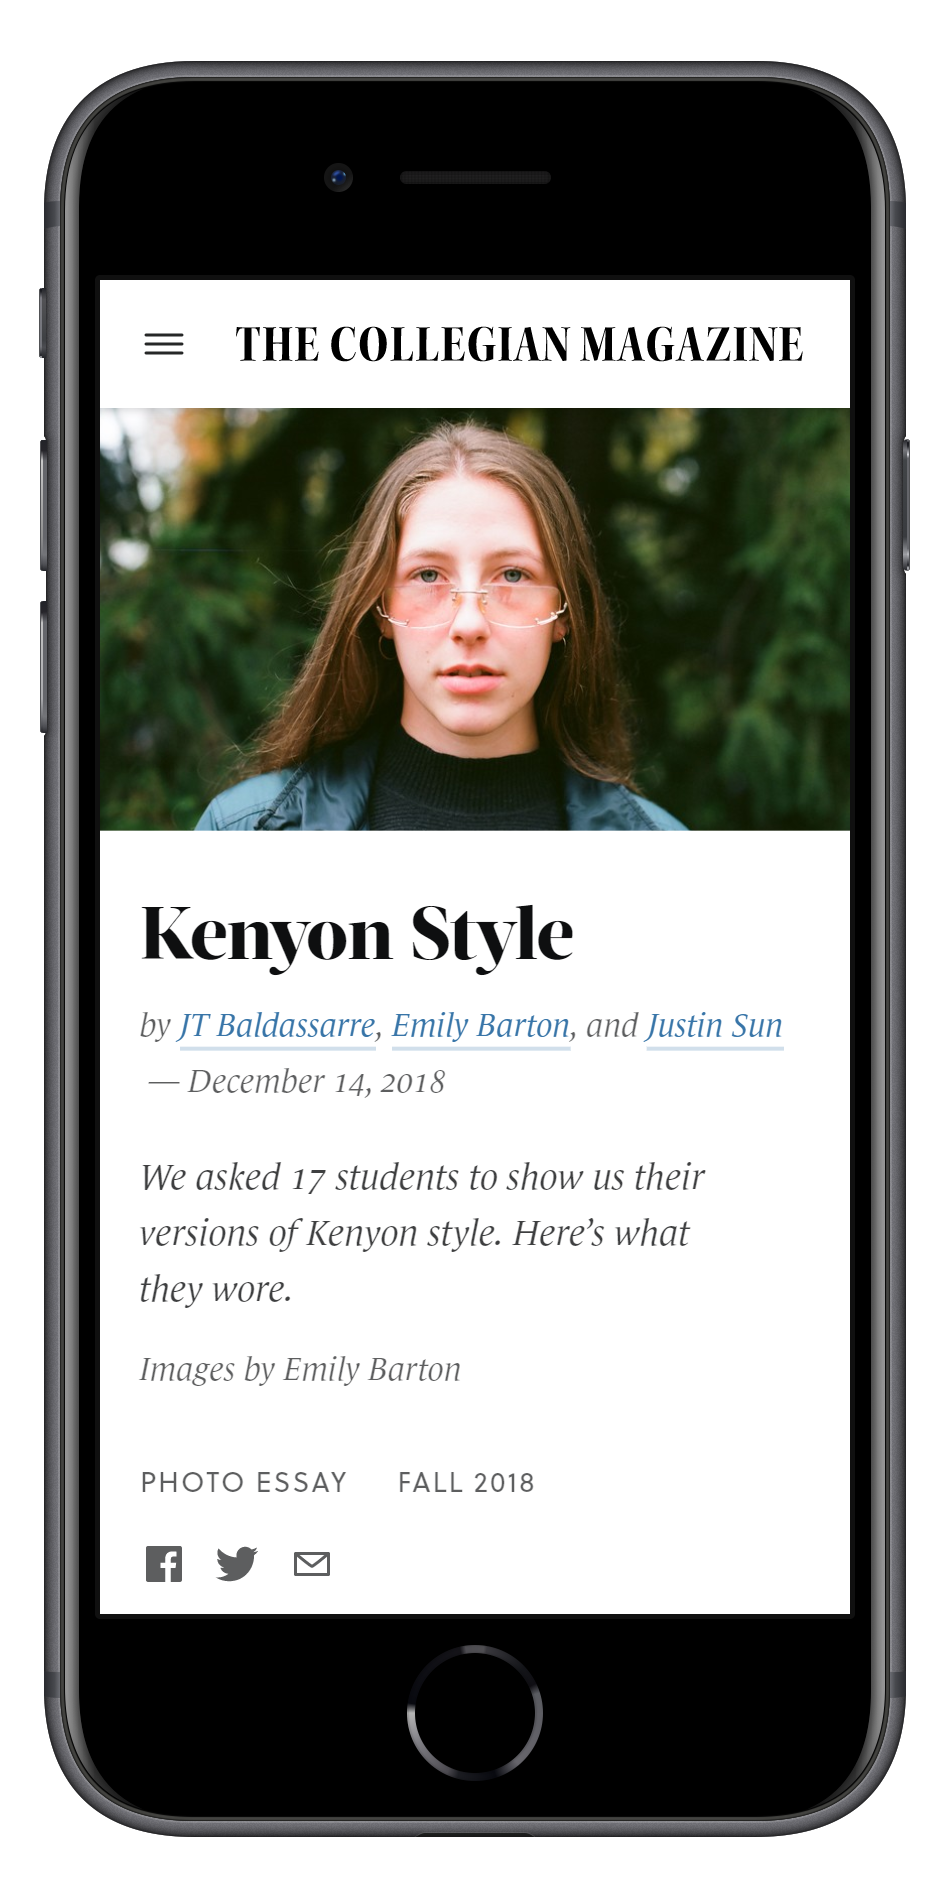 THE COLLEGIAN MAGAZINE
Kenyon Style
by JT Baldassarre, Emily Barton, and Justin Sun
— December 14, 2018
We asked 17 students to show us their
versions of Kenyon style. Here’s what
they wore.
Images by Emily Barton
PHOTO ESSAY FALL 2018